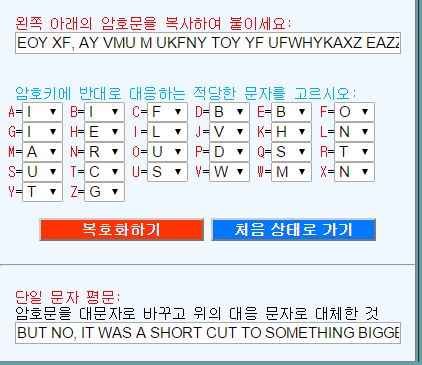 왼쪽 아래의 암호문을 복사하여 붙이세요:
EOY XF, AY VMU M UKFNY TOY YF UFWHYKAXZ EAZZ
암호키에 반대로 대응하는 적당한 문자를 고르시오:
A= I B= I C= F D= B E= B F= O
G= I H= E I= L J= V K= H L= N
M= A N= R O= U P= D Q= S R= T
S= U T= C U= S V= W W= M X= N
Y= T Z= G
복호화하기 처음 상태로 가기
단일 문자 평문:
암호문을 대문자로 바꾸고 위의 대응 문자로 대체한 것
BUT NO, IT WAS A SHORT CUT TO SOMETHING BIGGE